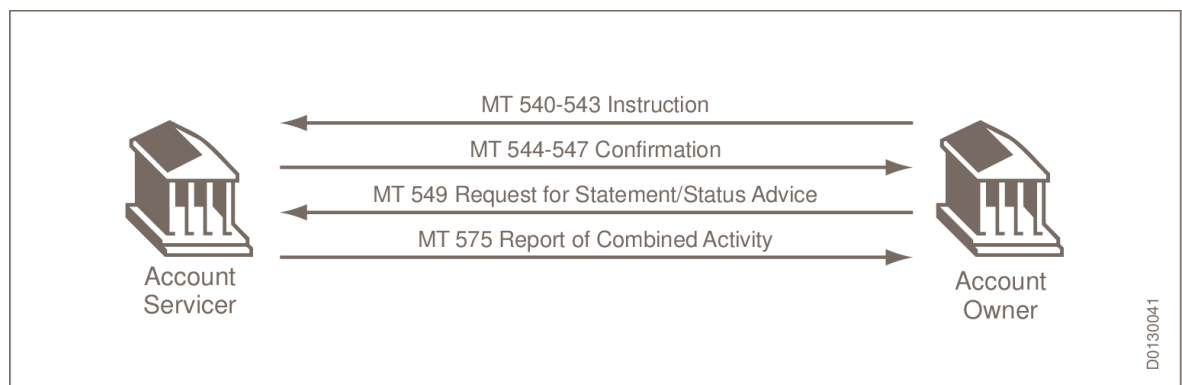 MT 540-543 Instruction
MT 544-547 Confirmation
MT 549 Request for Statement/Status Advice
MT 575 Report of Combined Activity
Account
Servicer
Account
Owner
D0130041